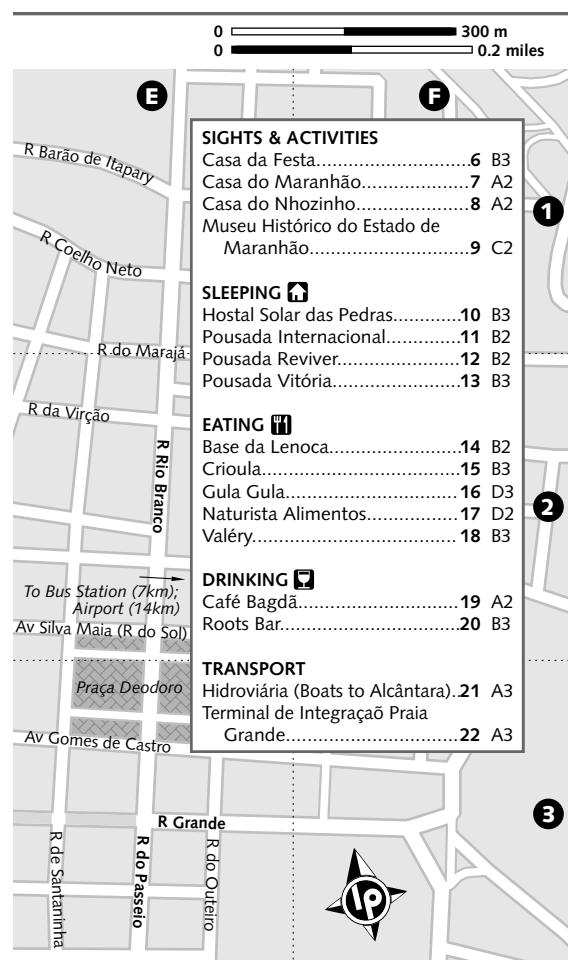 0 300 m
0 0.2 miles
E
F
R Barão de Itapary
R Coelho Neto
R do Marajá
R da Virção
R Rio Branco
To Bus Station (7km);
Airport (14km)
Av Silva Maia (R do Sol)
Praça Deodoro
Av Gomes de Castro
R Grande
R de Santaninha
R do Passeio
R do Outeiro
SIGHTS & ACTIVITIES
Casa da Festa............................6 B3
Casa do Maranhão....................7 A2
Casa do Nhozinho.....................8 A2
Museu Histórico do Estado de
Maranhão...........................9 C2
SLEEPING
Hostal Solar das Pedras.............10 B3
Pousada Internacional..............11 B2
Pousada Reviver......................12 B2
Pousada Vitória.......................13 B3
EATING
Base da Lenoca........................14 B2
Crioula...................................15 B3
Gula Gula...............................16 D3
Naturista Alimentos.................17 D2
Valéry.....................................18 B3
DRINKING
Café Bagdã.............................19 A2
Roots Bar................................20 B3
TRANSPORT
Hidroviária (Boats to Alcântara)..21 A3
Terminal de Integraçaõ Praia
Grande...............................22 A3
1
2
3
lp